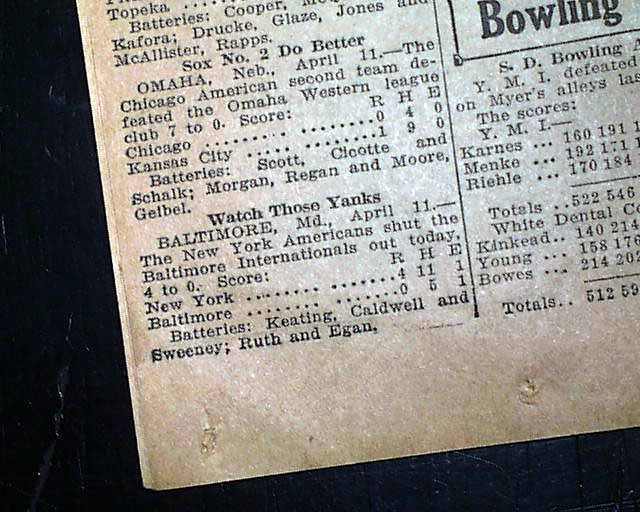 Topeka
Batteries: Cooper,
Kafora; Drucke, Glaze, Jones and
McAllister, Rapps.
Sox No. 2 Do Better
OMAHA, Neb., April 11.—The
Chicago American second team de-
feated the Omaha Western league
club 7 to 0. Score:
R H E
Chicago ... ........0 4 0
Kansas City ........1 9 0
Batteries: Scott, Cicotte and
Schalk; Morgan, Regan and Moore,
Geibel.
Watch Those Yanks
BALTIMORE, Md., April 11.—
The New York Americans shut the
Baltimore Internationals out today,
4 to 0. Score:
R H E
New York ........ .......4 11 1
Baltimore ........ .......0 5 1
Batteries: Keating, Caldwell and
Sweeney; Ruth and Egan.
Bowling
S. D. Bowling
Y. M. I. defeated
on Myer's alleys las
The scores:
Y. M. I.—
Karnes ... 160 191 1
Menke ... 192 171 1
Riehle ... 170 184
Totals ..522 546
White Dental Co
Kinkead.. 140 214
Young ... 158 176
Bowes ... 214 202
Totals.. 512 59